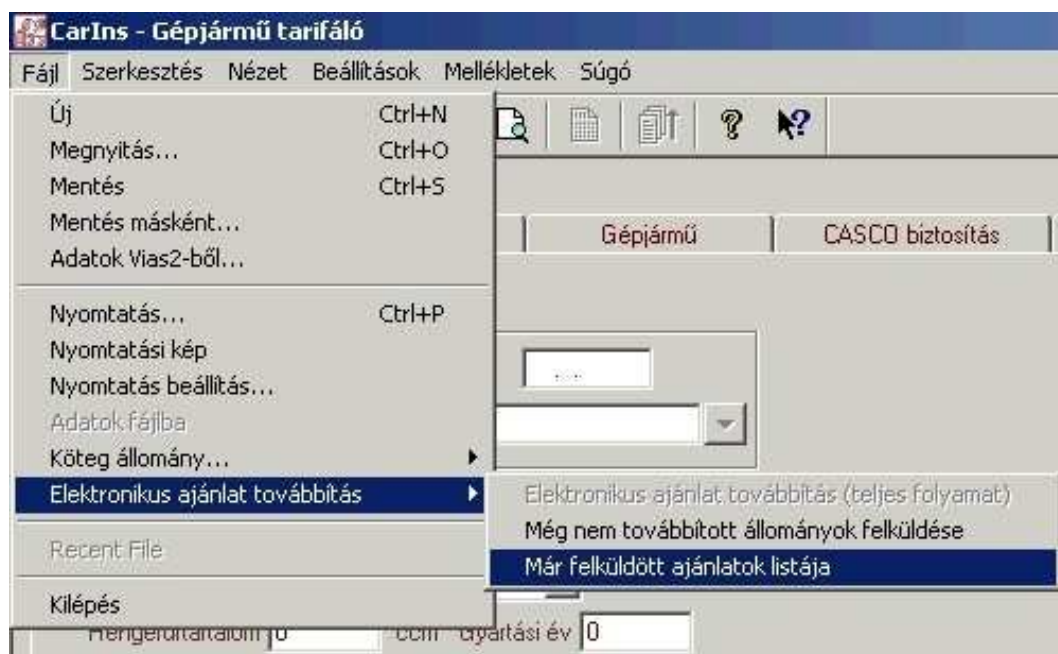 CarIns - Gépjármű tarifáló
Fájl Szerkesztés Nézet Beállítások Mellékletek Súgó
Új Ctrl+N
Megnyitás... Ctrl+O
Mentés Ctrl+S
Mentés másként...
Adatok Vias2-ből...
Gépjármű CASCO biztosítás
Nyomtatás... Ctrl+P
Nyomtatási kép
Nyomtatás beállítás...
Adatok fájlba
Köteg állomány...
Elektronikus ajánlat továbbítás
Elektronikus ajánlat továbbítás (teljes folyamat)
Még nem továbbított állományok felküldése
Már felküldött ajánlatok listája
Recent File
Kilépés
ccm Gyártási év 0